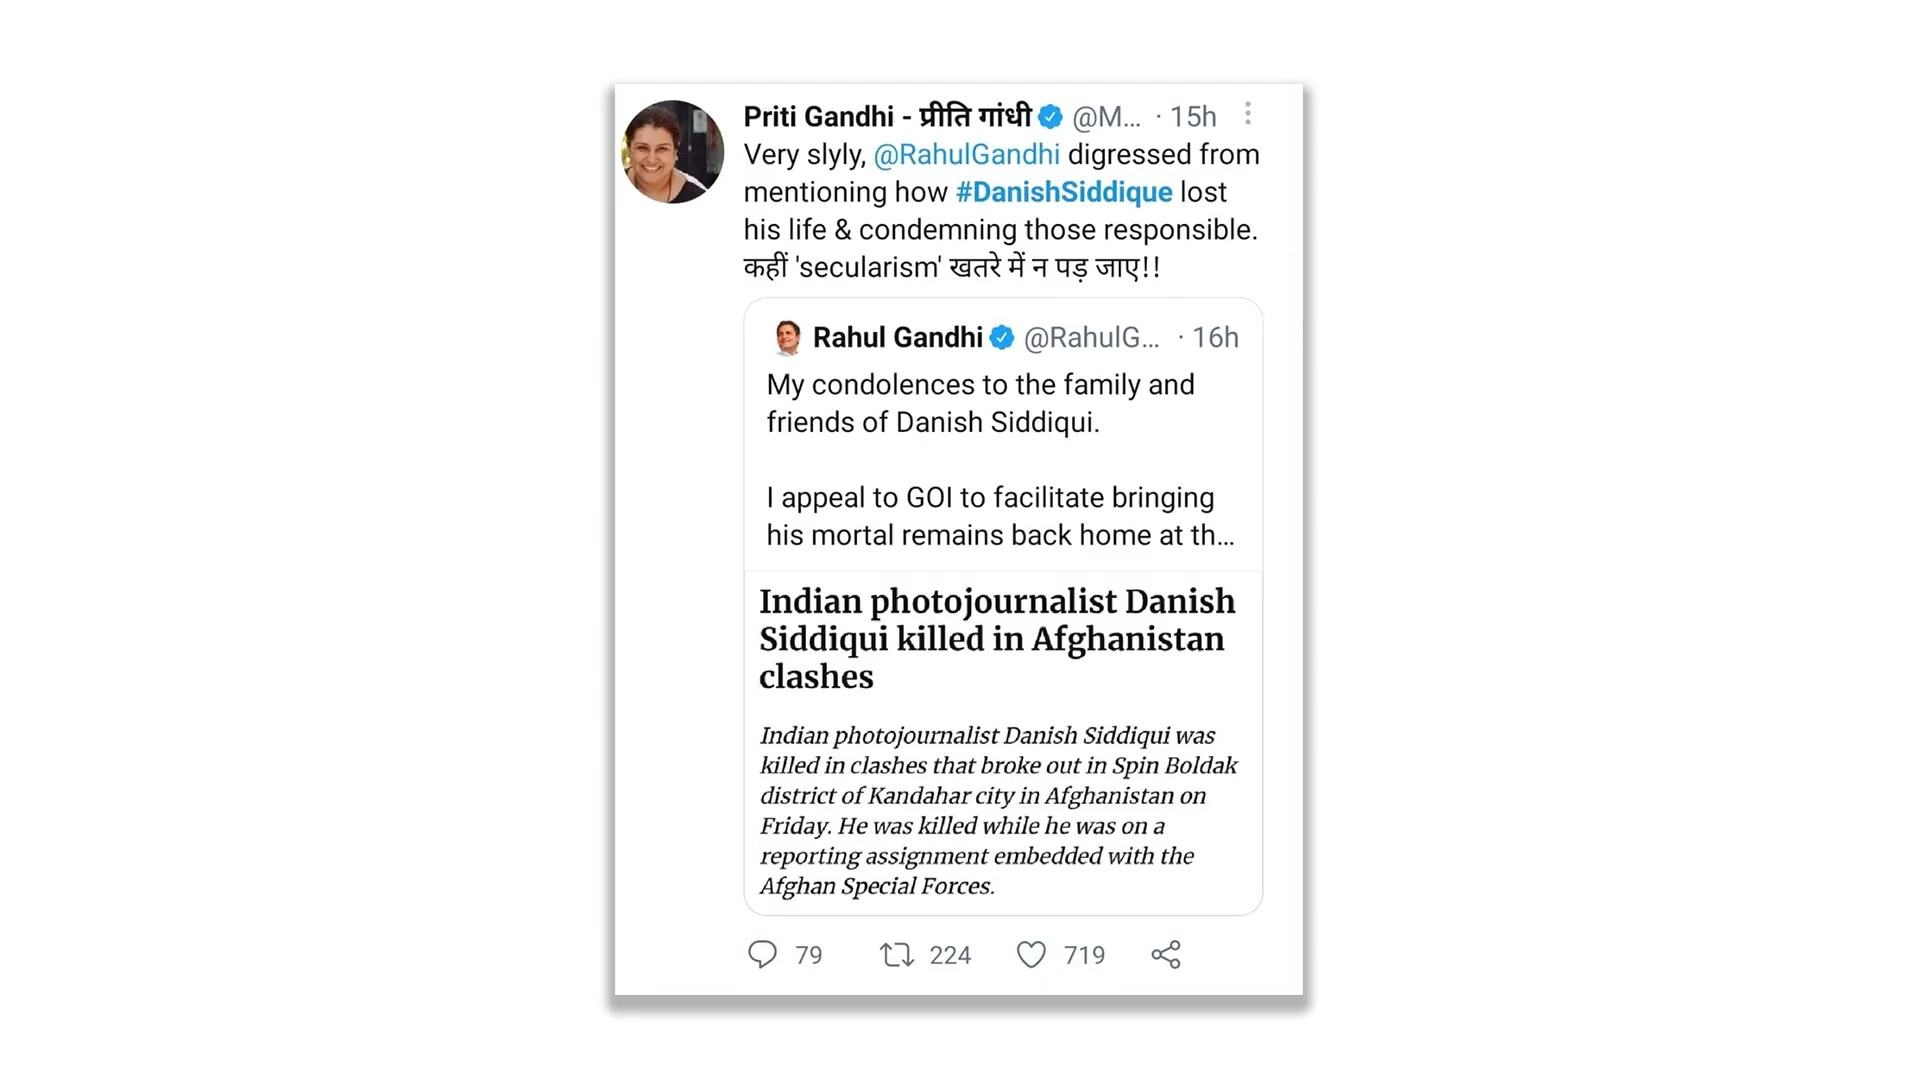 Priti Gandhi - प्रीति गांधी @M... · 15h
Very slyly, @RahulGandhi digressed from
mentioning how #DanishSiddique lost
his life & condemning those responsible.
कहीं 'secularism' खतरे में न पड़ जाए!!
Rahul Gandhi @RahulG... · 16h
My condolences to the family and
friends of Danish Siddiqui.
I appeal to GOI to facilitate bringing
his mortal remains back home at th...
Indian photojournalist Danish
Siddiqui killed in Afghanistan
clashes
Indian photojournalist Danish Siddiqui was
killed in clashes that broke out in Spin Boldak
district of Kandahar city in Afghanistan on
Friday. He was killed while he was on a
reporting assignment embedded with the
Afghan Special Forces.
79 224 719